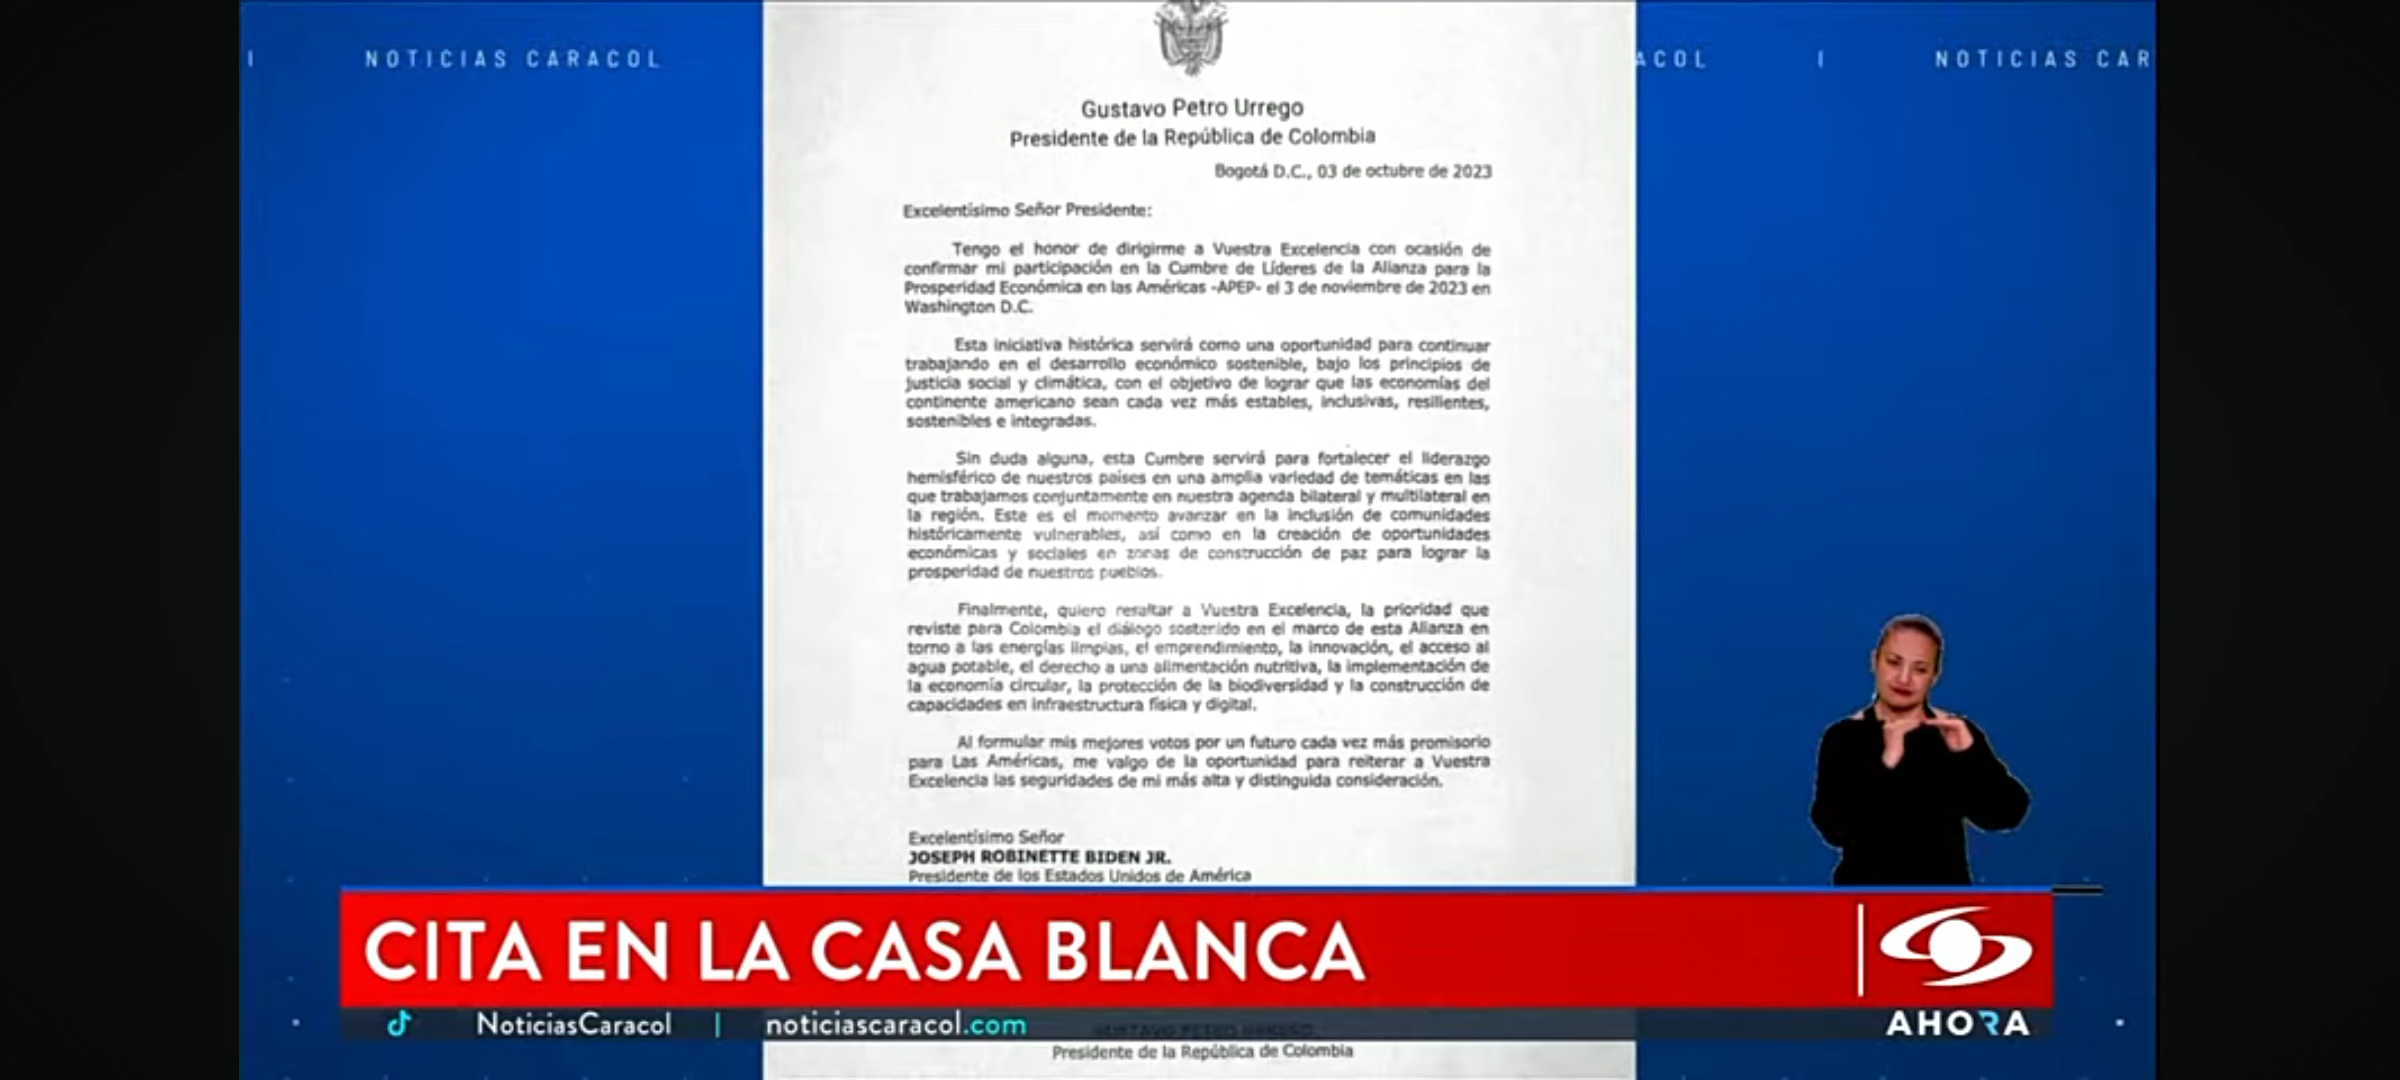 I NOTICIAS CARACOL
ACOL I NOTICIAS CAR
Gustavo Petro Urrego
Presidente de la República de Colombia
Bogotá D.C., 03 de octubre de 2023
Excelentísimo Señor Presidente:
Tengo el honor de dirigirme a Vuestra Excelencia con ocasión de
confirmar mi participación en la Cumbre de Líderes de la Alianza para la
Prosperidad Económica en las Américas -APEP- el 3 de noviembre de 2023 en
Washington D.C.
Esta iniciativa histórica servirá como una oportunidad para continuar
trabajando en el desarrollo económico sostenible, bajo los principios de
justicia social y climática, con el objetivo de lograr que las economías del
continente americano sean cada vez más estables, inclusivas, resilientes,
sostenibles e integradas.
Sin duda alguna, esta Cumbre servirá para fortalecer el liderazgo
hemisférico de nuestros países en una amplia variedad de temáticas en las
que trabajamos conjuntamente en nuestra agenda bilateral y multilateral en
la región. Este es el momento avanzar en la inclusión de comunidades
históricamente vulnerables, así como en la creación de oportunidades
económicas y sociales en zonas de construcción de paz para lograr la
prosperidad de nuestros pueblos.
Finalmente, quiero resaltar a Vuestra Excelencia, la prioridad que
reviste para Colombia el diálogo sostenido en el marco de esta Alianza en
torno a las energías limpias, el emprendimiento, la innovación, el acceso al
agua potable, el derecho a una alimentación nutritiva, la implementación de
la economía circular, la protección de la biodiversidad y la construcción de
capacidades en infraestructura física y digital.
Al formular mis mejores votos por un futuro cada vez más promisorio
para Las Américas, me valgo de la oportunidad para reiterar a Vuestra
Excelencia las seguridades de mi más alta y distinguida consideración.
Excelentísimo Señor
JOSEPH ROBINETTE BIDEN JR.
Presidente de los Estados Unidos de América
CITA EN LA CASA BLANCA
NoticiasCaracol | noticiascaracol.com
AHORA
GUSTAVO PETRO URREGO
Presidente de la República de Colombia